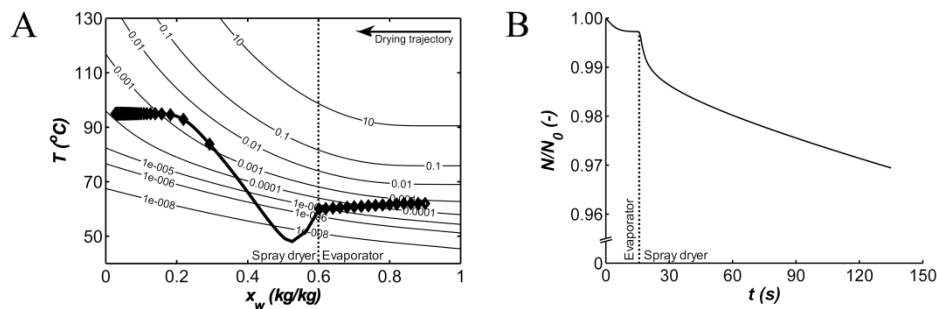 A
T (°C)
130
110
90
70
50
0
0.2
0.4
0.6
0.8
1
x_w (kg/kg)
Drying trajectory
10
0.01
0.001
0.1
10
0.1
0.01
0.1
0.001
0.01
0.0001
0.001
0.0001
1e-005
1e-006
1e-008
1e-008
Spray dryer
Evaporator
B
N/N₀ (-)
1.00
0.99
0.98
0.97
0.96
0
0
30
60
90
120
150
t (s)
Evaporator
Spray dryer